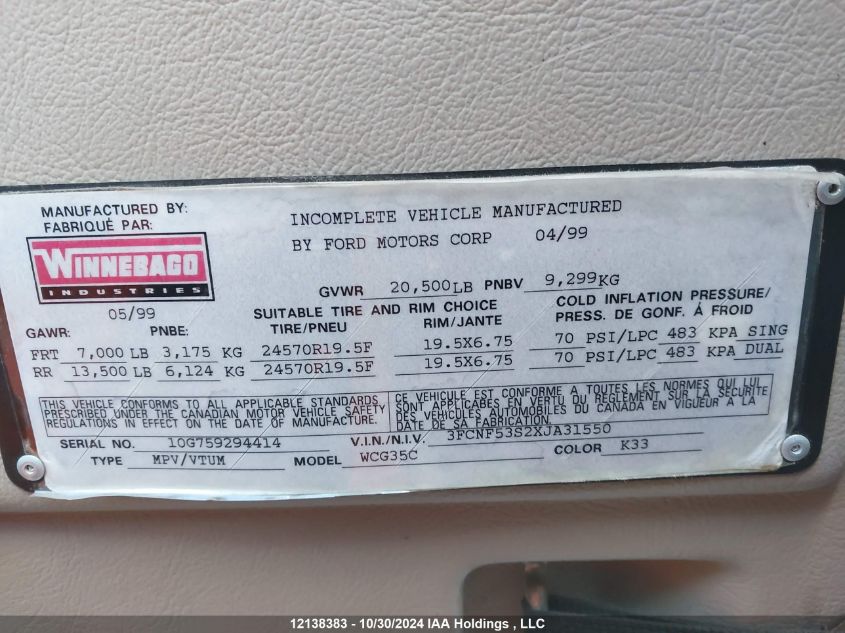 MANUFACTURED BY:
FABRIQUÉ PAR:
WINNEBAGO
INDUSTRIES
05/99
INCOMPLETE VEHICLE MANUFACTURED
BY FORD MOTORS CORP 04/99
GVWR 20,500 LB PNBV 9,299 KG
SUITABLE TIRE AND RIM CHOICE
TIRE/PNEU RIM/JANTE
COLD INFLATION PRESSURE/
PRESS. DE GONF. Á FROID
GAWR: PNBE:
FRT 7,000 LB 3,175 KG 24570R19.5F 19.5X6.75 70 PSI/LPC 483 KPA SING
RR 13,500 LB 6,124 KG 24570R19.5F 19.5X6.75 70 PSI/LPC 483 KPA DUAL
THIS VEHICLE CONFORMS TO ALL APPLICABLE STANDARDS
PRESCRIBED UNDER THE CANADIAN MOTOR VEHICLE SAFETY
REGULATIONS IN EFFECT ON THE DATE OF MANUFACTURE.
CE VEHICULE EST CONFORME A TOUTES LES NORMES QUI LUI
SONT APPLICABLES EN VERTU DU REGLEMENT SUR LA SECURITE
DES VEHICULES AUTOMOBILES DU CANADA EN VIGUEUR A LA
DATE DE SA FABRICATION.
SERIAL NO. 10G759294414 V.I.N./N.I.V. 3FCNF53S2XJA31550
TYPE MPV/VTUM MODEL WCG35C COLOR K33
12138383 - 10/30/2024 IAA Holdings , LLC